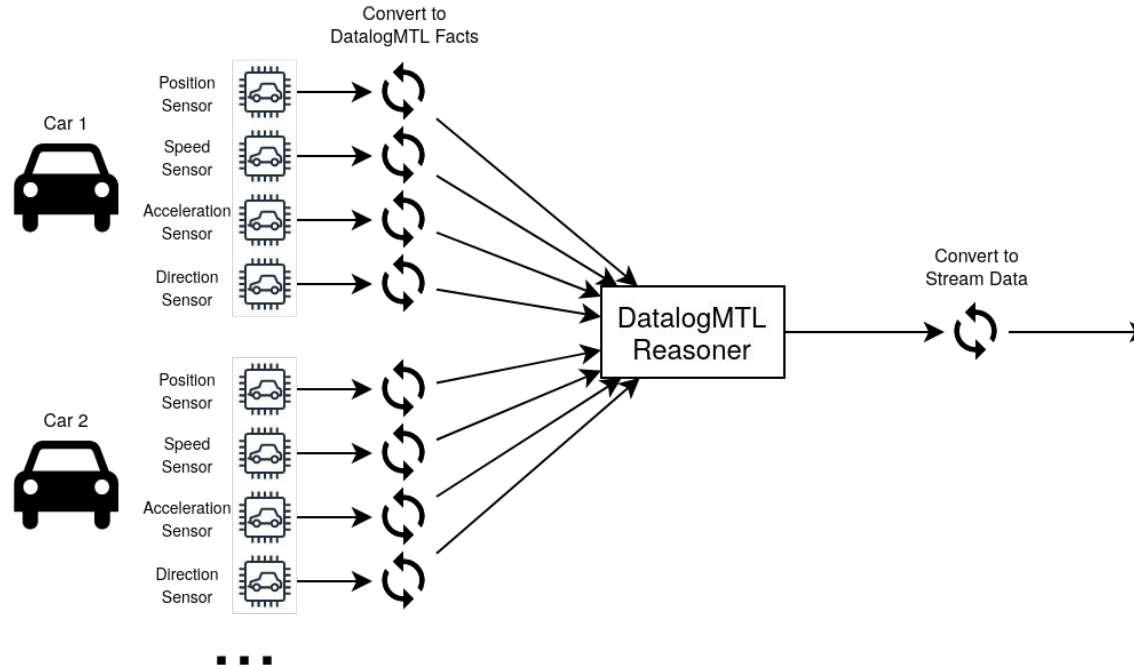 Convert to
DatalogMTL Facts
Car 1
Position
Sensor
Speed
Sensor
Acceleration
Sensor
Direction
Sensor
DatalogMTL
Reasoner
Convert to
Stream Data
Car 2
Position
Sensor
Speed
Sensor
Acceleration
Sensor
Direction
Sensor
...